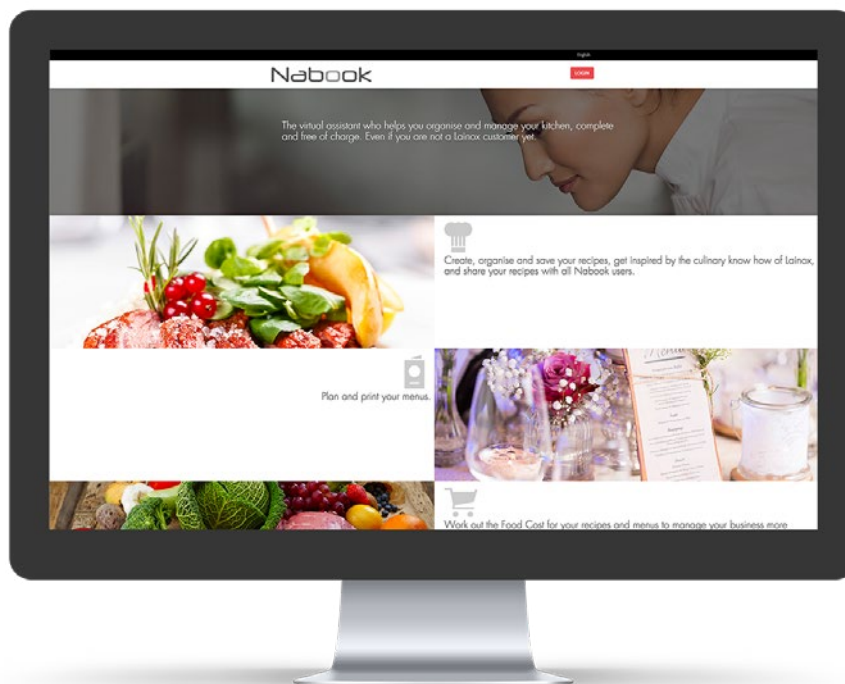 English
Nabook
LOGIN
The virtual assistant who helps you organise and manage your kitchen, complete
and free of charge. Even if you are not a Lainox customer yet.
Create, organise and save your recipes, get inspired by the culinary know how of Lainox,
and share your recipes with all Nabook users.
Plan and print your menus.
Menu
Work out the Food Cost for your recipes and menus to manage your business more